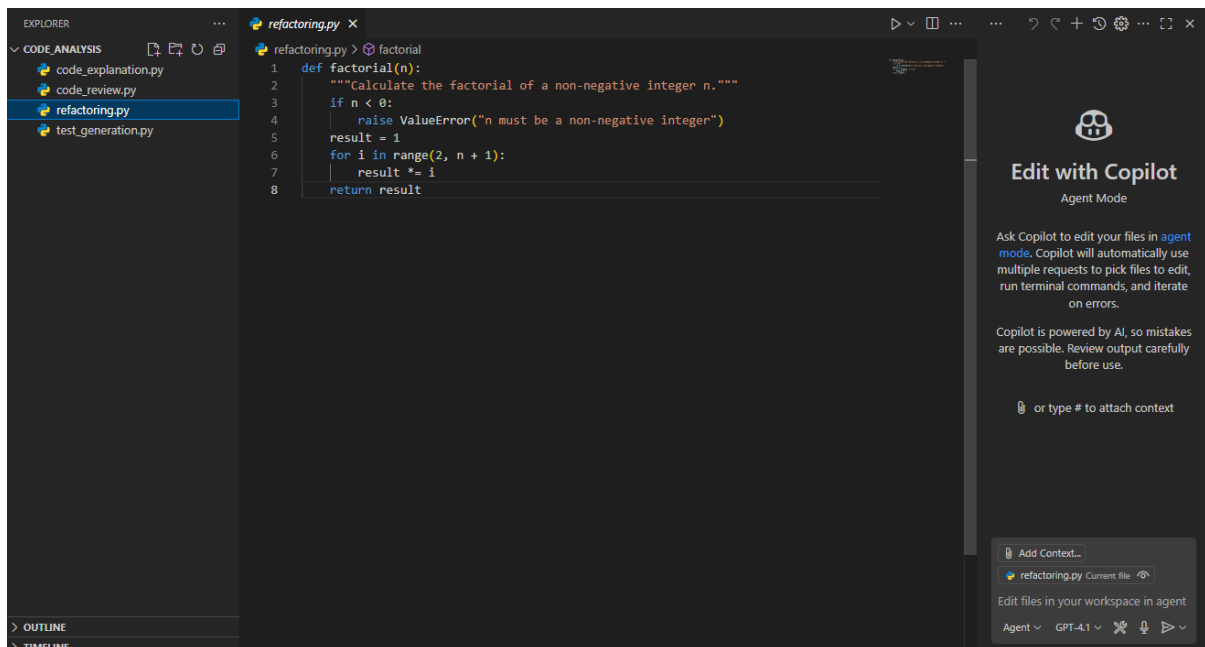 EXPLORER
CODE_ANALYSIS
code_explanation.py
code_review.py
refactoring.py
test_generation.py
OUTLINE
TIMELINE
refactoring.py
refactoring.py > factorial
1 def factorial(n):
2 """Calculate the factorial of a non-negative integer n."""
3 if n < 0:
4 raise ValueError("n must be a non-negative integer")
5 result = 1
6 for i in range(2, n + 1):
7 result *= i
8 return result
Edit with Copilot
Agent Mode
Ask Copilot to edit your files in agent
mode. Copilot will automatically use
multiple requests to pick files to edit,
run terminal commands, and iterate
on errors.
Copilot is powered by AI, so mistakes
are possible. Review output carefully
before use.
or type # to attach context
Add Context...
refactoring.py Current file
Edit files in your workspace in agent
Agent GPT-4.1